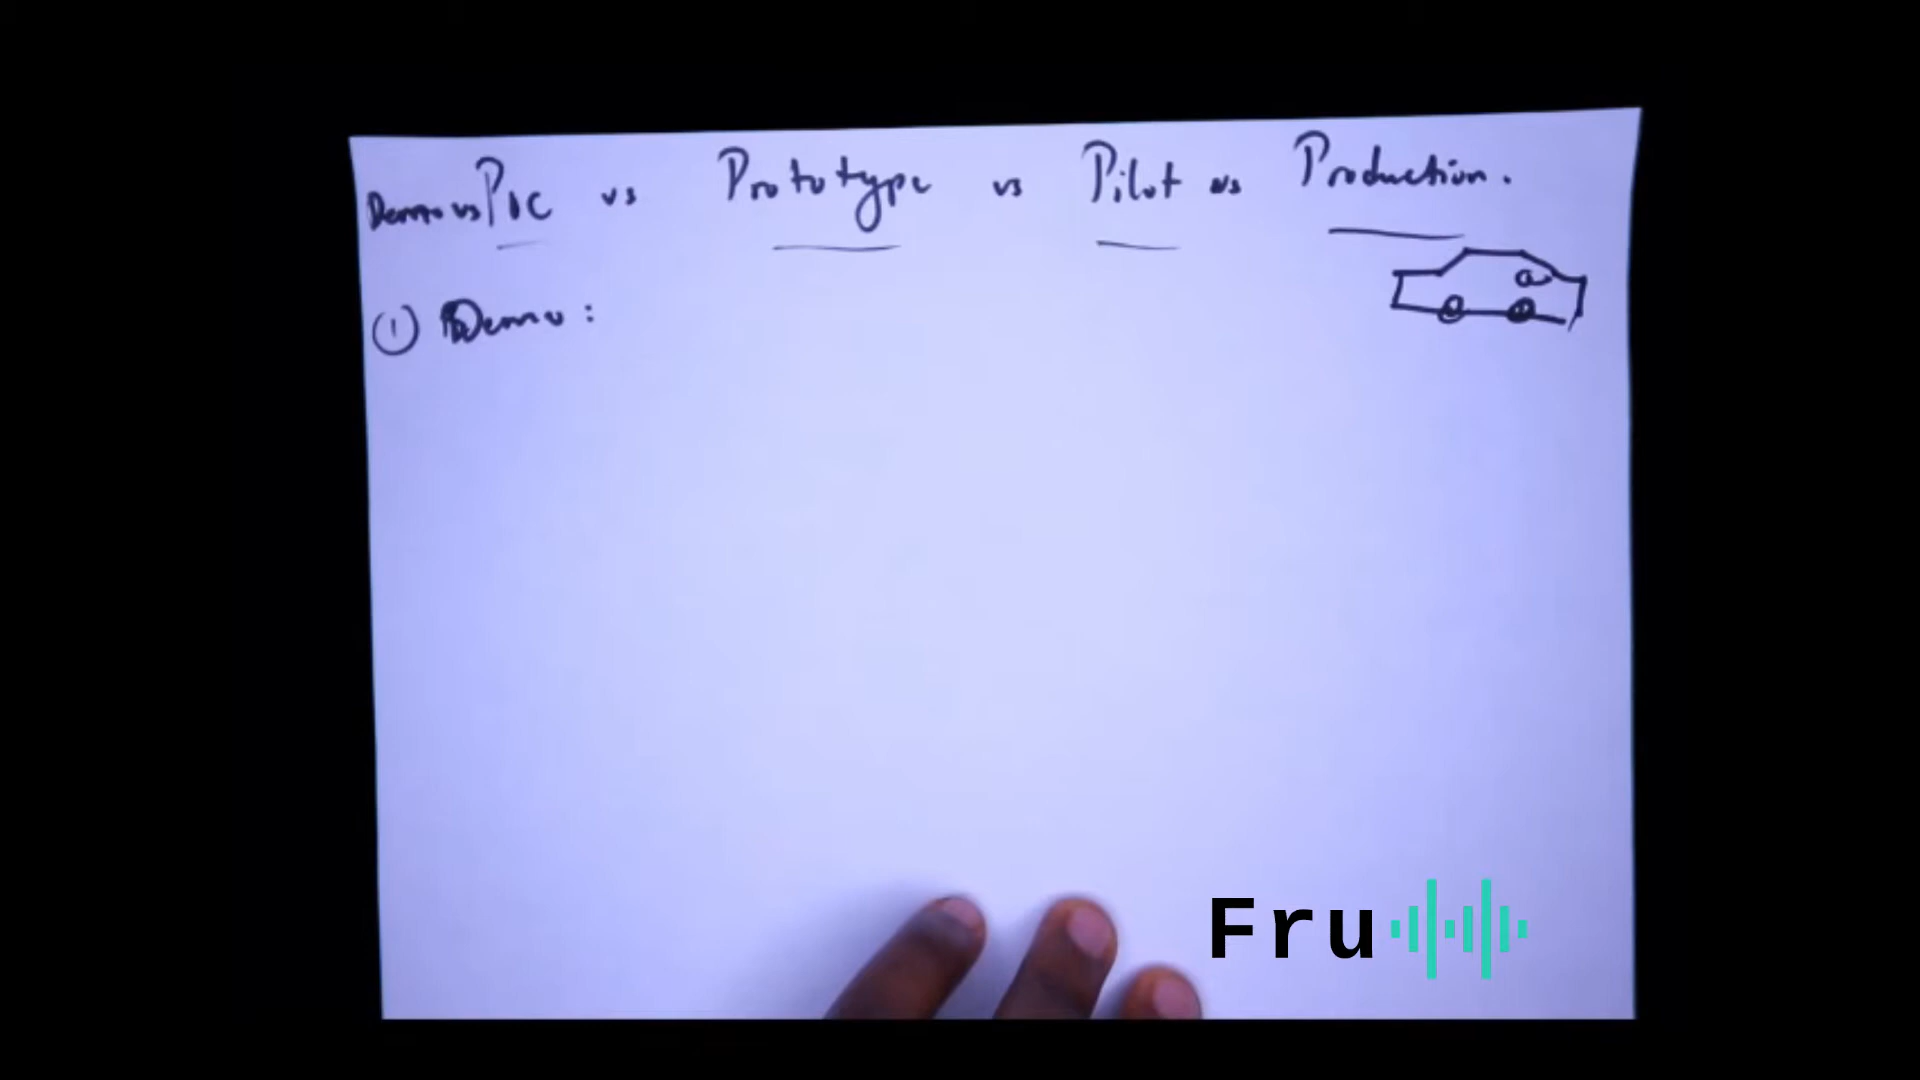 Demo vs POC vs Prototype vs Pilot vs Production.
① Demo:
Fru